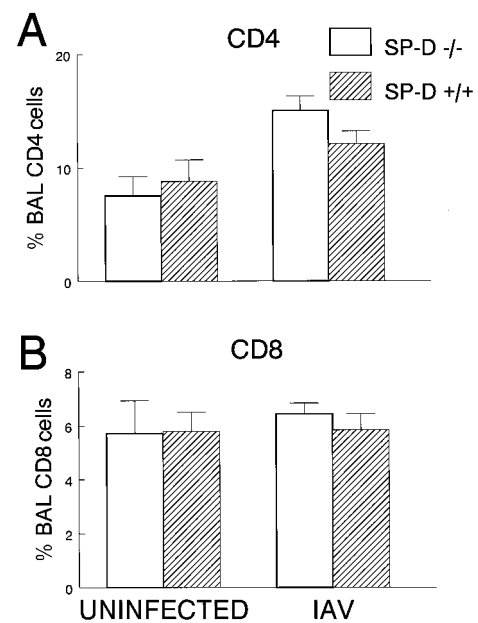 A
CD4
SP-D -/-
SP-D +/+
20
10
0
% BAL CD4 cells
B
CD8
8
6
4
2
0
% BAL CD8 cells
UNINFECTED IAV